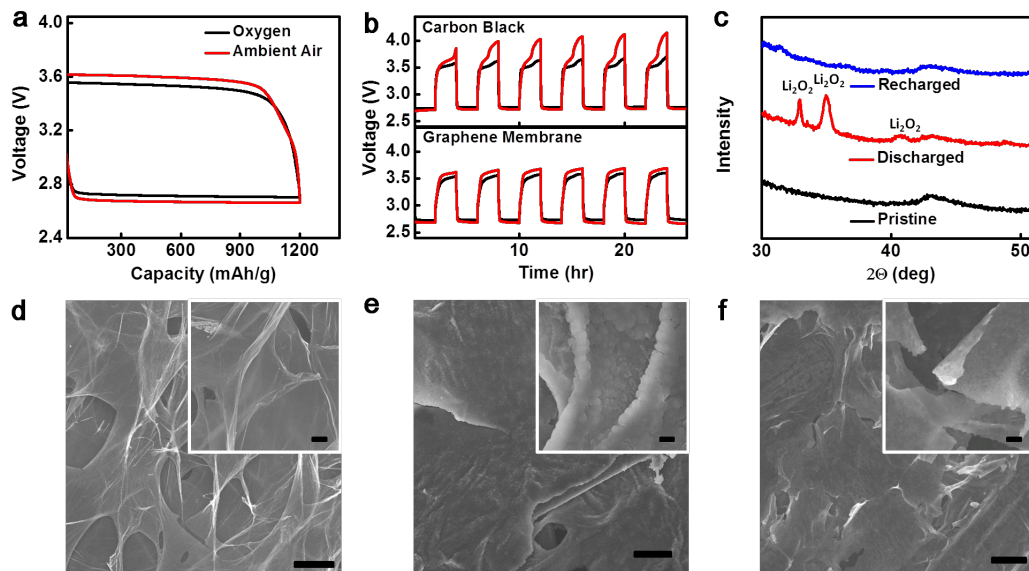 a
Oxygen
Ambient Air
Voltage (V)
4.0
3.6
3.2
2.8
2.4
300
600
900
1200
Capacity (mAh/g)
b
Carbon Black
Voltage (V)
4.0
3.5
3.0
2.5
Graphene Membrane
4.0
3.5
3.0
2.5
10
20
Time (hr)
c
Intensity
Recharged
Li₂O₂
Li₂O₂
Li₂O₂
Discharged
Pristine
30
40
50
2Θ (deg)
d
e
f